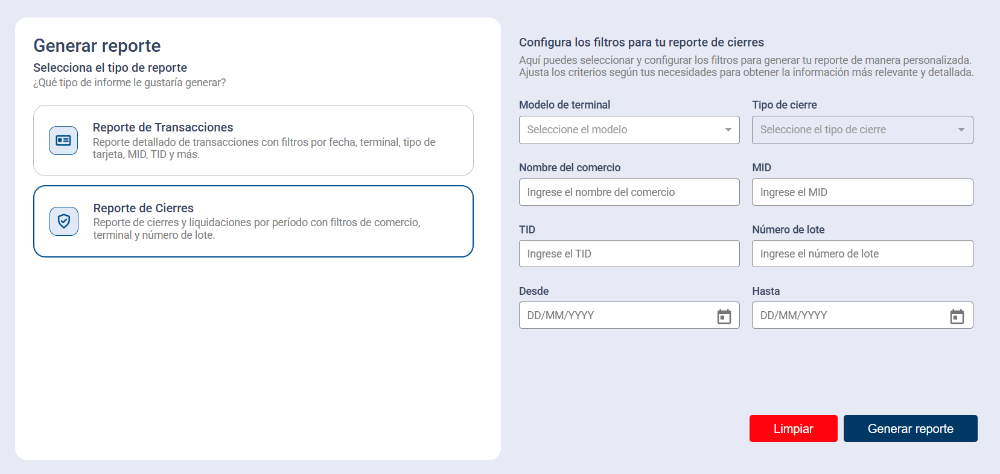 Generar reporte
Selecciona el tipo de reporte
¿Qué tipo de informe le gustaría generar?
Reporte de Transacciones
Reporte detallado de transacciones con filtros por fecha, terminal, tipo de
tarjeta, MID, TID y más.
Reporte de Cierres
Reporte de cierres y liquidaciones por período con filtros de comercio,
terminal y número de lote.
Configura los filtros para tu reporte de cierres
Aquí puedes seleccionar y configurar los filtros para generar tu reporte de manera personalizada.
Ajusta los criterios según tus necesidades para obtener la información más relevante y detallada.
Modelo de terminal
Seleccione el modelo
Tipo de cierre
Seleccione el tipo de cierre
Nombre del comercio
Ingrese el nombre del comercio
MID
Ingrese el MID
TID
Ingrese el TID
Número de lote
Ingrese el número de lote
Desde
DD/MM/YYYY
Hasta
DD/MM/YYYY
Limpiar
Generar reporte